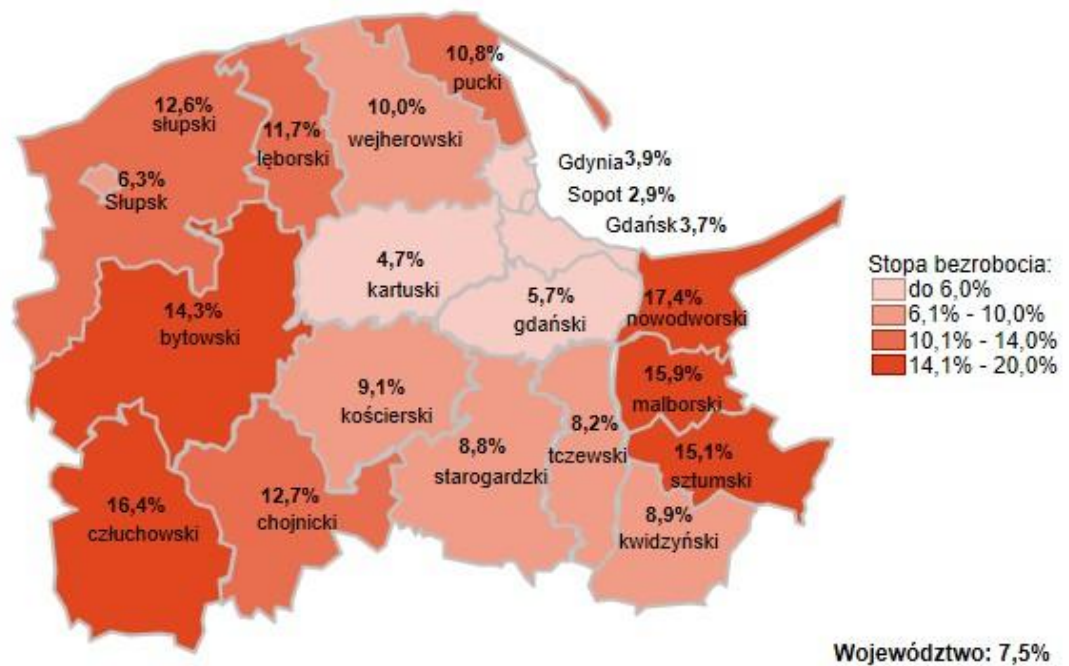 10,8%
pucki
12,6%
słupski
10,0%
wejherowski
11,7%
lęborski
Gdynia 3,9%
6,3%
Słupsk
Sopot 2,9%
Gdańsk 3,7%
4,7%
kartuski
5,7%
gdański
17,4%
nowodworski
14,3%
bytowski
15,9%
malborski
9,1%
kościerski
8,2%
tczewski
8,8%
starogardzki
15,1%
sztumski
16,4%
człuchowski
12,7%
chojnicki
8,9%
kwidzyński
Stopa bezrobocia:
do 6,0%
6,1% - 10,0%
10,1% - 14,0%
14,1% - 20,0%
Województwo: 7,5%